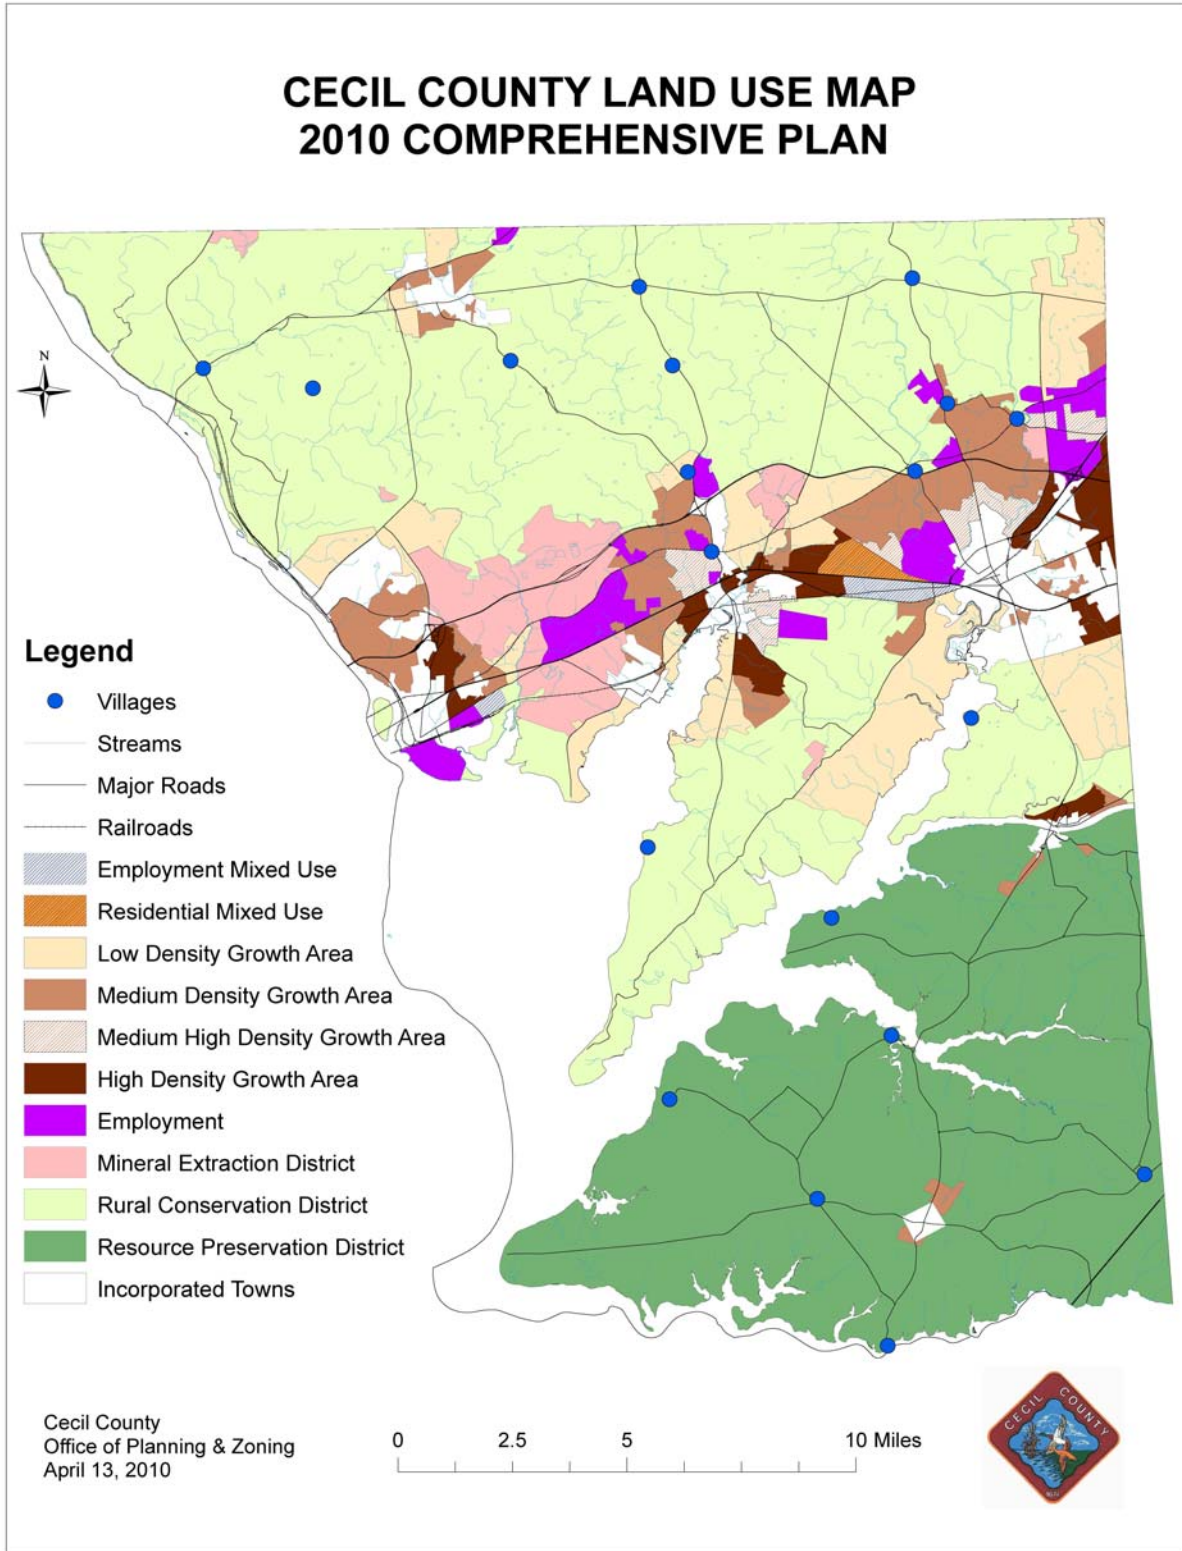 CECIL COUNTY LAND USE MAP
2010 COMPREHENSIVE PLAN
N
Legend
Villages
Streams
Major Roads
Railroads
Employment Mixed Use
Residential Mixed Use
Low Density Growth Area
Medium Density Growth Area
Medium High Density Growth Area
High Density Growth Area
Employment
Mineral Extraction District
Rural Conservation District
Resource Preservation District
Incorporated Towns
Cecil County
Office of Planning & Zoning
April 13, 2010
0 2.5 5 10 Miles
CECIL COUNTY